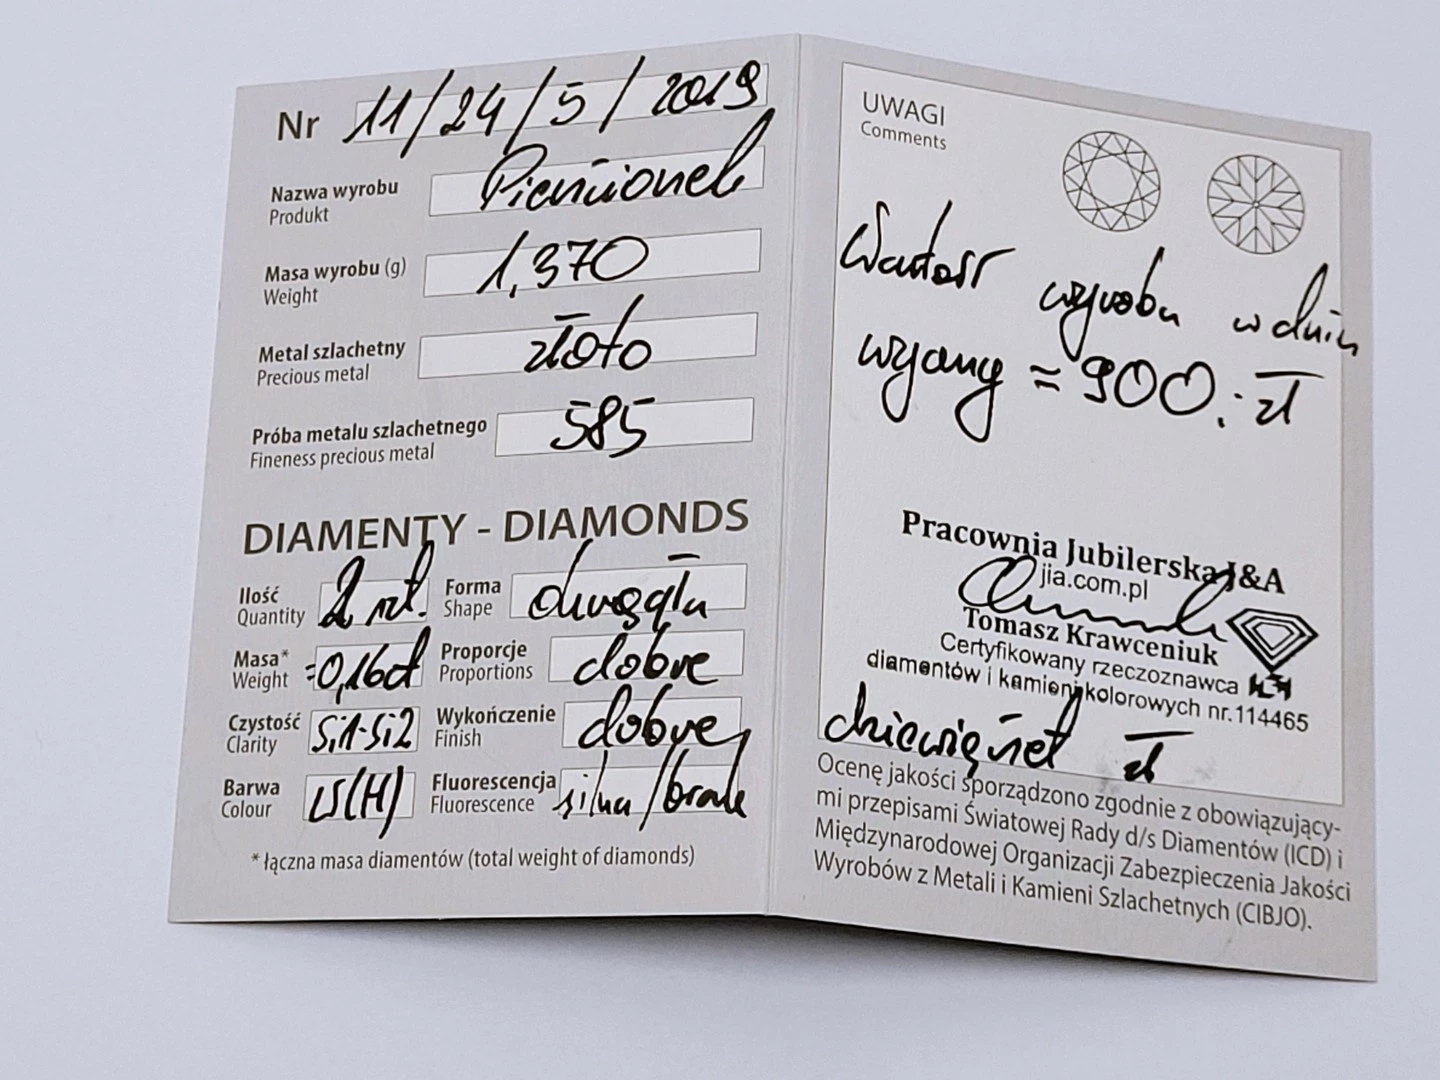 Nr 11/24/5/2019
Nazwa wyrobu Pierścionek
Produkt
Masa wyrobu (g) 1,370
Weight
Metal szlachetny złoto
Precious metal
Próba metalu szlachetnego 585
Fineness precious metal
DIAMENTY - DIAMONDS
Ilość 2 szt. Forma okrągła
Quantity Shape
Masa* =0,16ct Proporcje dobre
Weight Proportions
Czystość Si1-Si2 Wykończenie dobre
Clarity Finish
Barwa (H) Fluorescencja silna/brak
Colour Fluorescence
* łączna masa diamentów (total weight of diamonds)
UWAGI
Comments
Wartość wyrobu w dniu
wyceny = 900.- zł
Pracownia Jubilerska J&A
jia.com.pl
Tomasz Krawceniuk
Certyfikowany rzeczoznawca
diamentów i kamieni kolorowych nr.114465
dziewięćset zł
Ocenę jakości sporządzono zgodnie z obowiązujący-
mi przepisami Światowej Rady d/s Diamentów (ICD) i
Międzynarodowej Organizacji Zabezpieczenia Jakości
Wyrobów z Metali i Kamieni Szlachetnych (CIBJO).